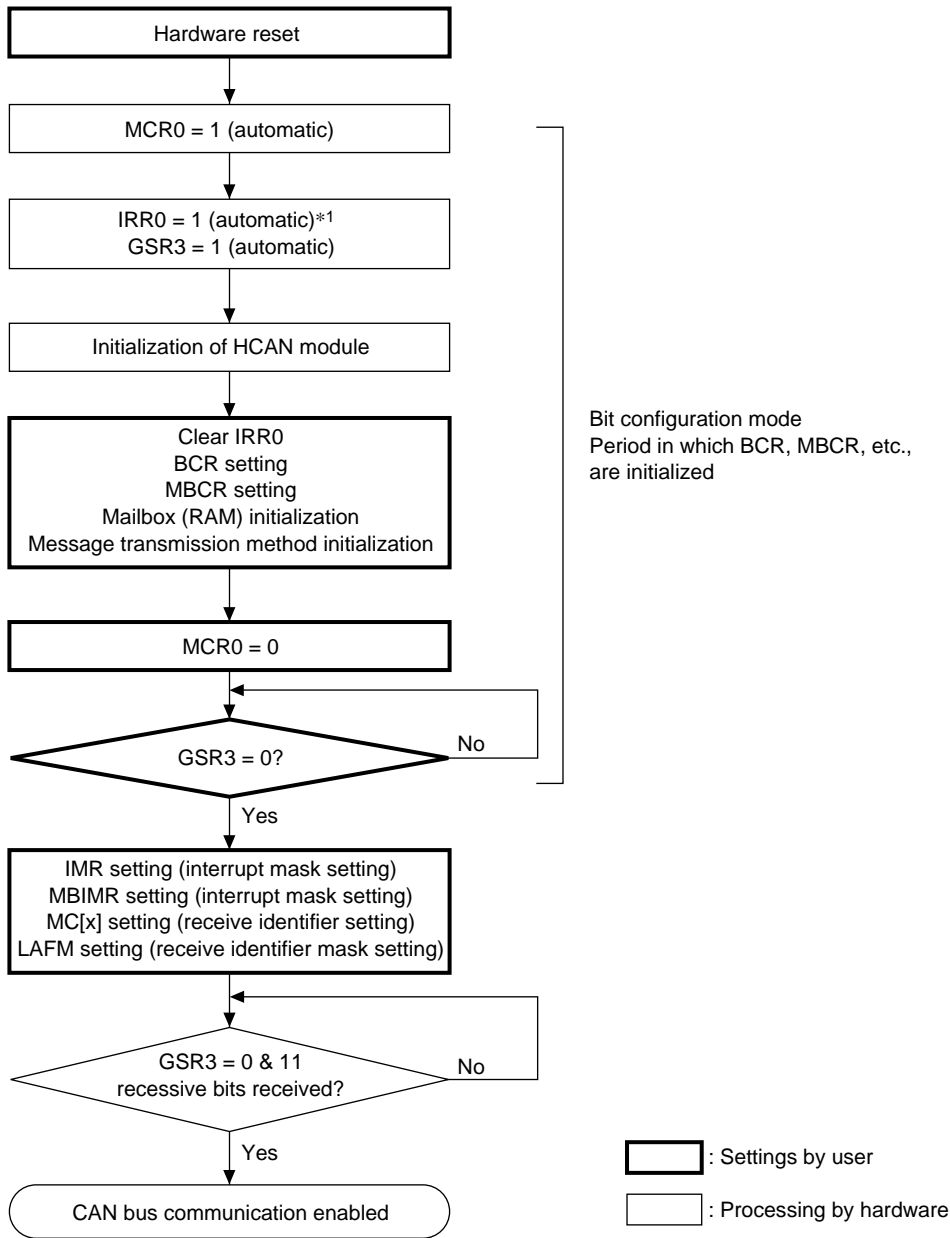 Hardware reset
MCR0 = 1 (automatic)
IRR0 = 1 (automatic)*1
GSR3 = 1 (automatic)
Initialization of HCAN module
Bit configuration mode
Period in which BCR, MBCR, etc.,
are initialized
Clear IRR0
BCR setting
MBCR setting
Mailbox (RAM) initialization
Message transmission method initialization
MCR0 = 0
GSR3 = 0?
No
Yes
IMR setting (interrupt mask setting)
MBIMR setting (interrupt mask setting)
MC[x] setting (receive identifier setting)
LAFM setting (receive identifier mask setting)
GSR3 = 0 & 11
recessive bits received?
No
Yes
CAN bus communication enabled
: Settings by user
: Processing by hardware